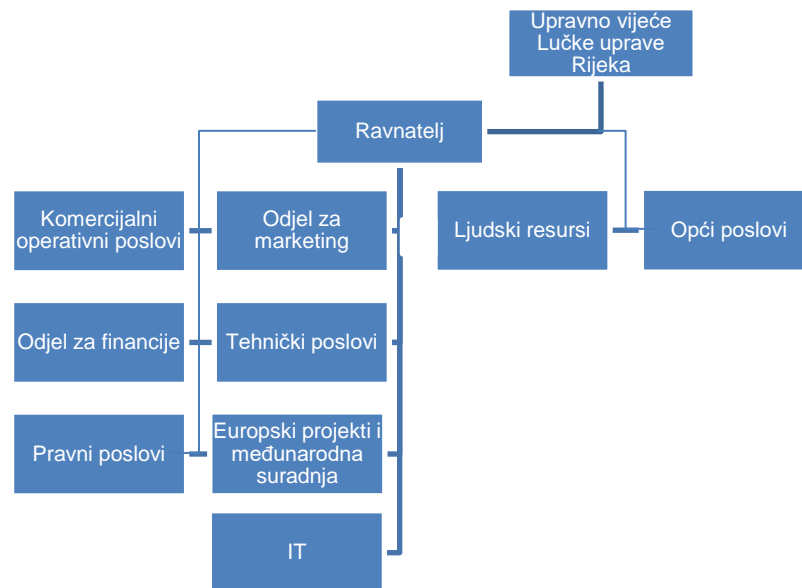 Upravno vijeće
Lučke uprave
Rijeka
Ravnatelj
Komercijalni
operativni poslovi
Odjel za
marketing
Ljudski resursi
Opći poslovi
Odjel za financije
Tehnički poslovi
Pravni poslovi
Europski projekti i
međunarodna
suradnja
IT